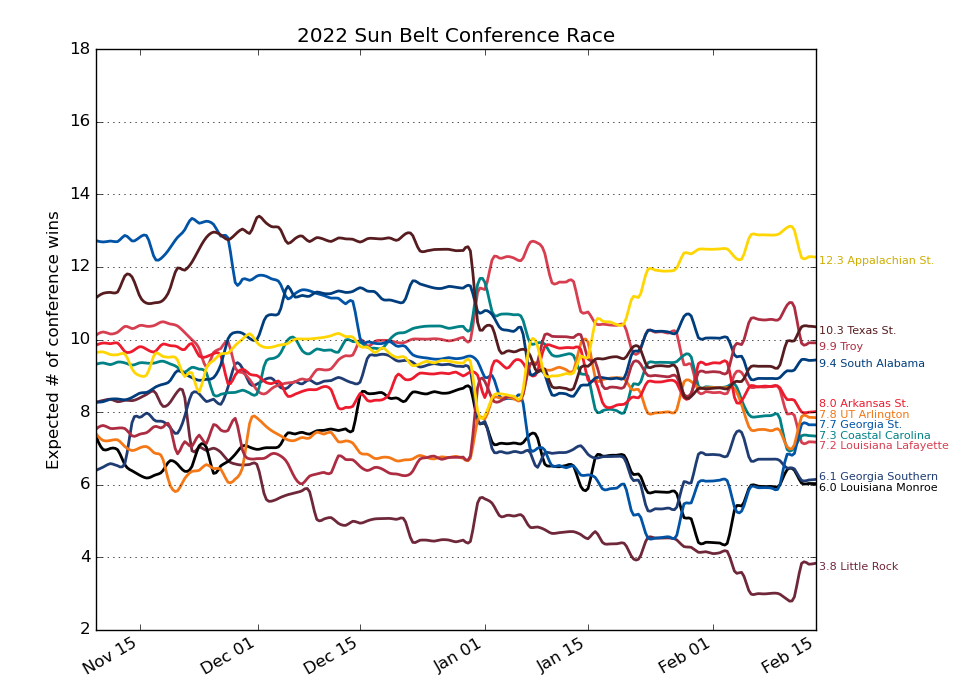 2022 Sun Belt Conference Race
Expected # of conference wins
18
16
14
12
10
8
6
4
2
12.3 Appalachian St.
10.3 Texas St.
9.9 Troy
9.4 South Alabama
8.0 Arkansas St.
7.8 UT Arlington
7.7 Georgia St.
7.3 Coastal Carolina
7.2 Louisiana Lafayette
6.1 Georgia Southern
6.0 Louisiana Monroe
3.8 Little Rock
Nov 15
Dec 01
Dec 15
Jan 01
Jan 15
Feb 01
Feb 15